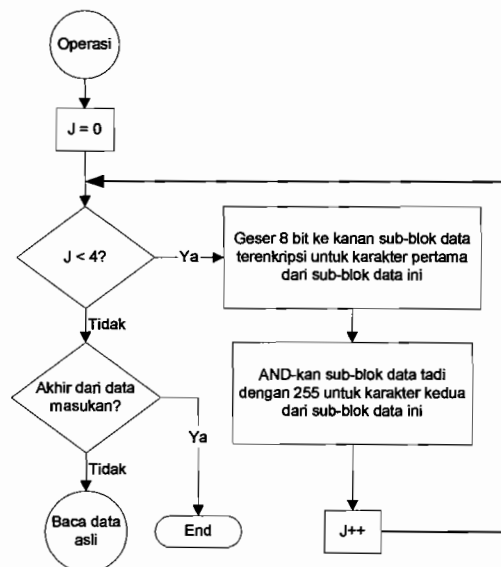 Operasi
J = 0
J < 4?
Ya
Geser 8 bit ke kanan sub-blok data
terenkripsi untuk karakter pertama
dari sub-blok data ini
Tidak
AND-kan sub-blok data tadi
dengan 255 untuk karakter kedua
dari sub-blok data ini
Akhir dari data
masukan?
Ya
Tidak
Baca data
asli
End
J++